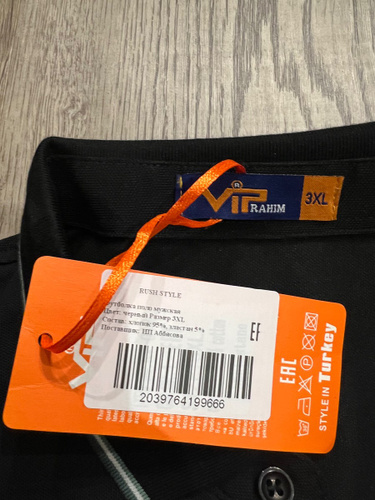 ViP
®
RAHIM
3XL
RUSH STYLE
футболка поло мужская
Цвет: черный Размер 3XL
Состав: хлопок 95%, эластан 5%
Поставщик: ИП Аббасова
2039764199666
EAC
STYLE IN Turkey